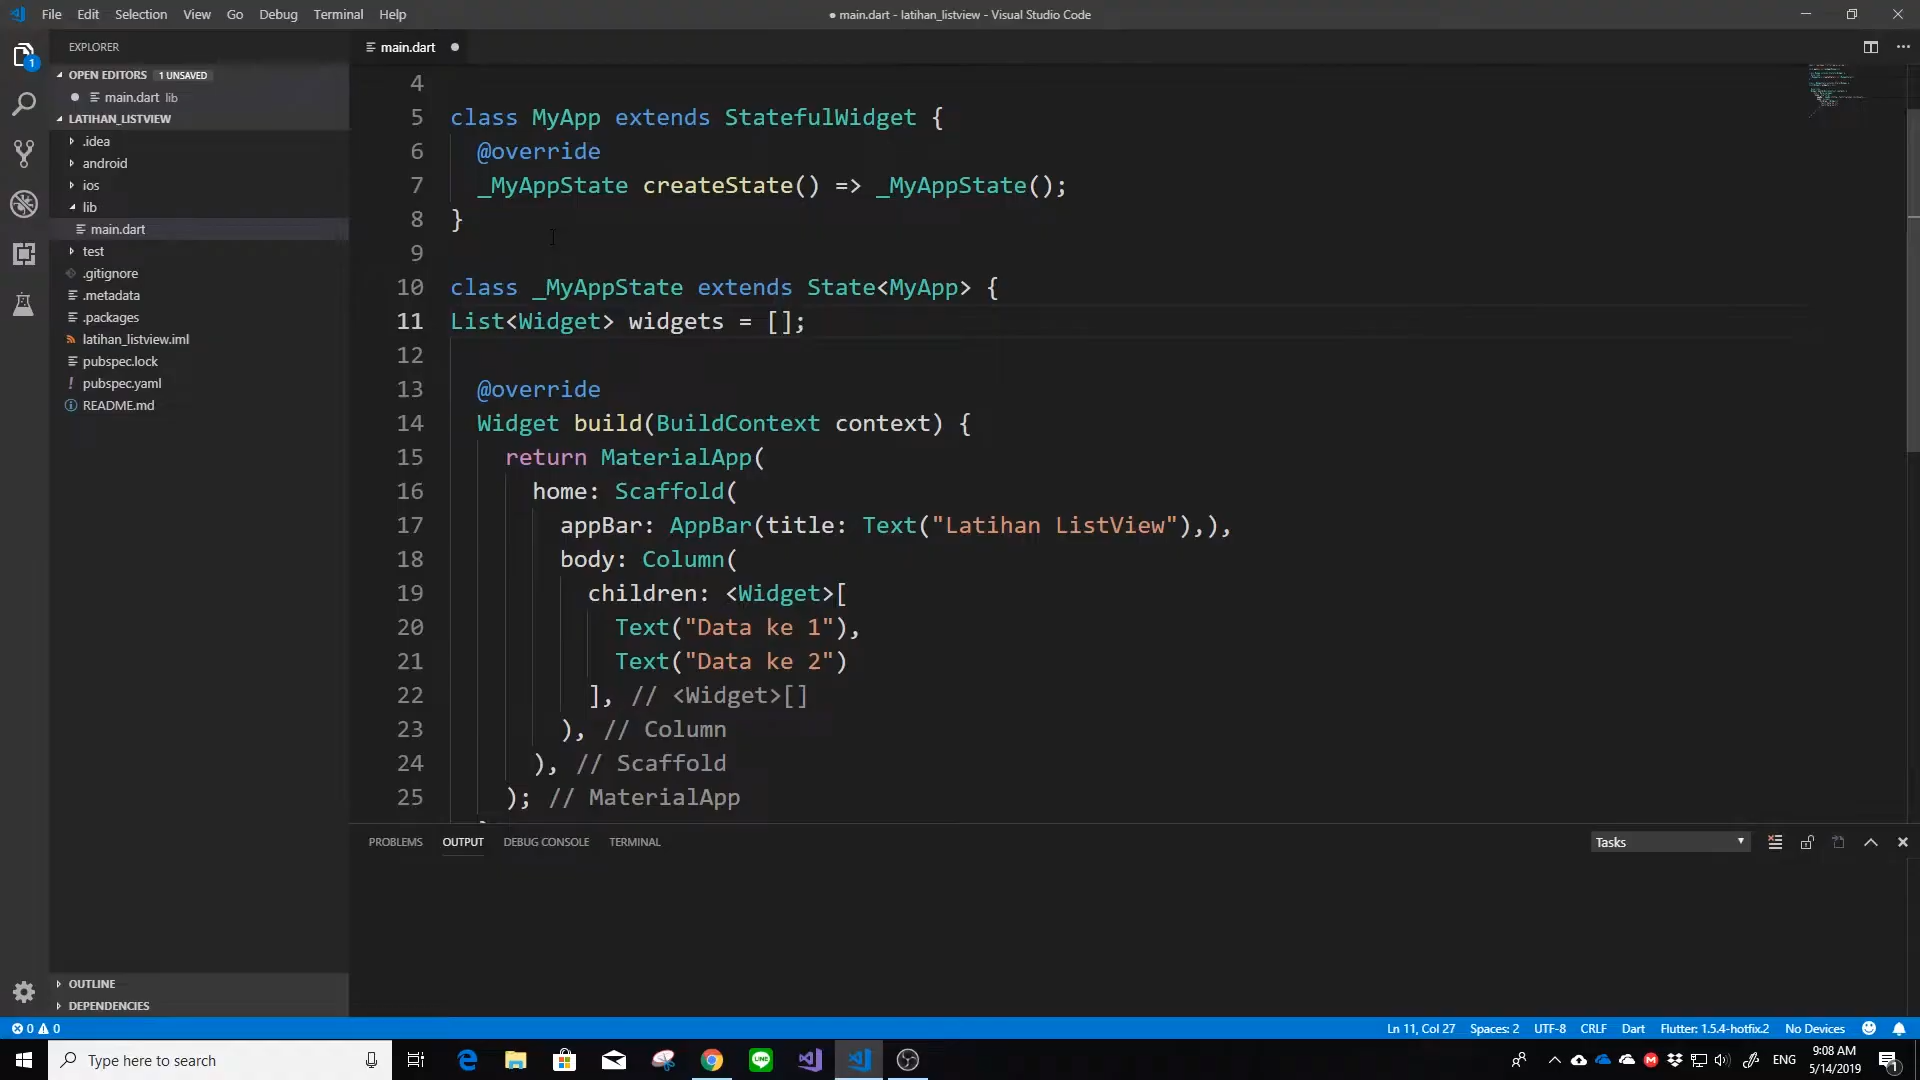 File Edit Selection View Go Debug Terminal Help
● main.dart - latihan_listview - Visual Studio Code
EXPLORER
OPEN EDITORS 1 UNSAVED
main.dart lib
LATIHAN_LISTVIEW
.idea
android
ios
lib
main.dart
test
.gitignore
.metadata
.packages
latihan_listview.iml
pubspec.lock
! pubspec.yaml
README.md
OUTLINE
DEPENDENCIES
1
main.dart
4
5 class MyApp extends StatefulWidget {
6 @override
7 _MyAppState createState() => _MyAppState();
8 }
9
10 class _MyAppState extends State<MyApp> {
11 List<Widget> widgets = [];
12
13 @override
14 Widget build(BuildContext context) {
15 return MaterialApp(
16 home: Scaffold(
17 appBar: AppBar(title: Text("Latihan ListView"),),
18 body: Column(
19 children: <Widget>[
20 Text("Data ke 1"),
21 Text("Data ke 2")
22 ], // <Widget>[]
23 ), // Column
24 ), // Scaffold
25 ); // MaterialApp
PROBLEMS OUTPUT DEBUG CONSOLE TERMINAL
Tasks
0 0
Ln 11, Col 27 Spaces: 2 UTF-8 CRLF Dart Flutter: 1.5.4-hotfix.2 No Devices
Type here to search
LINE
ENG
9:08 AM
5/14/2019
1